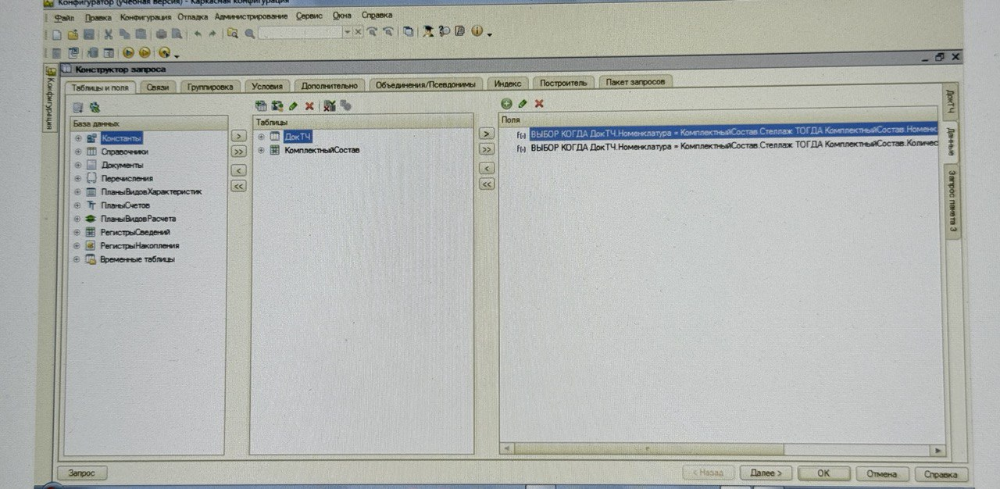 Конфигуратор (учебная версия) - Каркасная конфигурация
Файл Правка Конфигурация Отладка Администрирование Сервис Окна Справка
Конфигурация
Конструктор запроса
Таблицы и поля Связи Группировка Условия Дополнительно Объединения/Псевдонимы Индекс Построитель Пакет запросов
База данных
Константы
Справочники
Документы
Перечисления
ПланыВидовХарактеристик
ПланыСчетов
ПланыВидовРасчета
РегистрыСведений
РегистрыНакопления
Временные таблицы
Таблицы
ДокТЧ
КомплектныйСостав
Поля
ВЫБОР КОГДА ДокТЧ.Номенклатура = КомплектныйСостав.Стеллаж ТОГДА КомплектныйСостав.Номенк
ВЫБОР КОГДА ДокТЧ.Номенклатура = КомплектныйСостав.Стеллаж ТОГДА КомплектныйСостав.Количес
ДокТЧ
Данные
Запрос пакета 3
Запрос < Назад Далее > ОК Отмена Справка